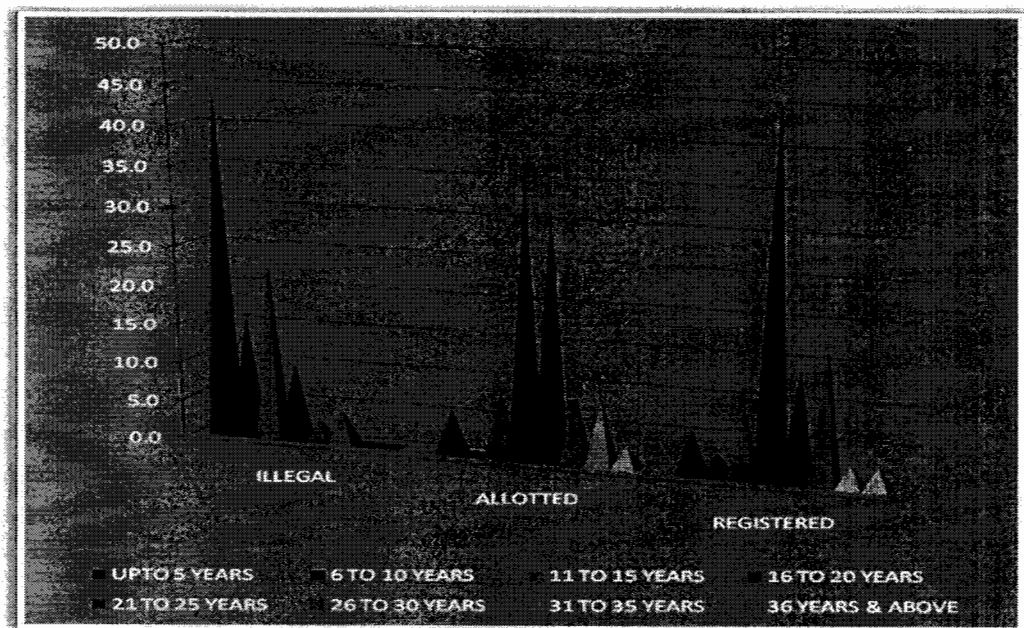 50.0
45.0
40.0
35.0
30.0
25.0
20.0
15.0
10.0
5.0
0.0
ILLEGAL
ALLOTTED
REGISTERED
UPTO 5 YEARS 6 TO 10 YEARS 11 TO 15 YEARS 16 TO 20 YEARS
21 TO 25 YEARS 26 TO 30 YEARS 31 TO 35 YEARS 36 YEARS & ABOVE